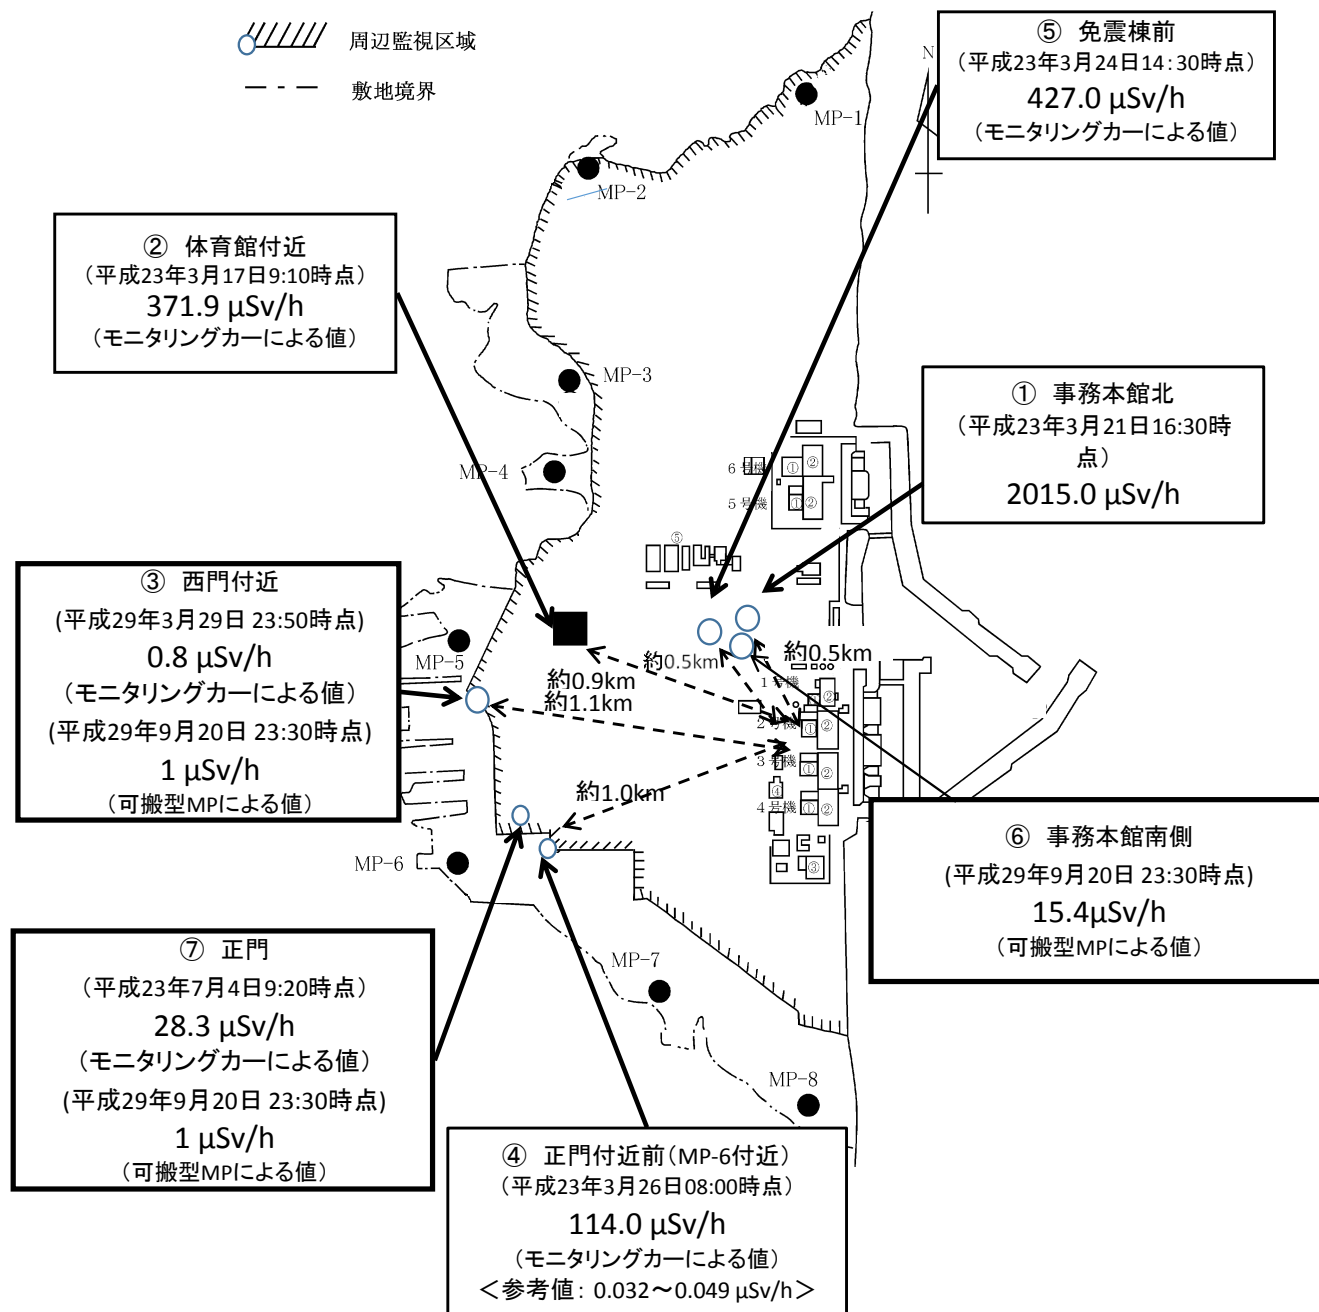 周辺監視区域
敷地境界
⑤ 免震棟前
（平成23年3月24日14：30時点）
427.0 µSv/h
（モニタリングカーによる値）
N
MP-1
MP-2
② 体育館付近
（平成23年3月17日9:10時点）
371.9 µSv/h
（モニタリングカーによる値）
MP-3
MP-4
① 事務本館北
（平成23年3月21日16:30時
点）
2015.0 µSv/h
6号機
① ②
5号機
① ②
⑤
③ 西門付近
(平成29年3月29日 23:50時点)
0.8 µSv/h
（モニタリングカーによる値）
(平成29年9月20日 23:30時点)
1 µSv/h
（可搬型MPによる値）
MP-5
約0.5km
約0.5km
約0.9km
約1.1km
1号機
②
2号機
① ②
3号機
① ②
④
約1.0km
4号機
① ②
③
MP-6
⑥ 事務本館南側
(平成29年9月20日 23:30時点)
15.4µSv/h
（可搬型MPによる値）
⑦ 正門
（平成23年7月4日9:20時点）
28.3 µSv/h
（モニタリングカーによる値）
(平成29年9月20日 23:30時点)
1 µSv/h
（可搬型MPによる値）
MP-7
MP-8
④ 正門付近前（MP-6付近）
（平成23年3月26日08:00時点）
114.0 µSv/h
（モニタリングカーによる値）
＜参考値：0.032～0.049 µSv/h＞